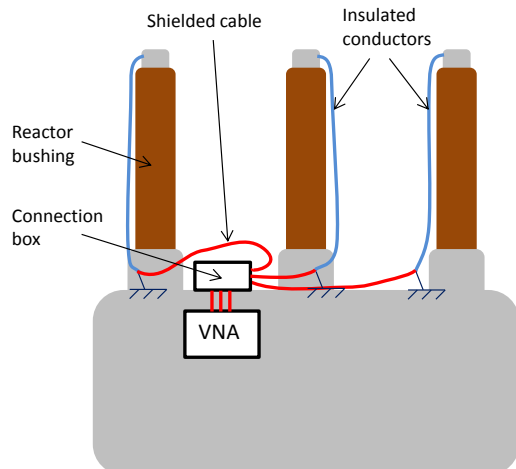 Shielded cable
Insulated
conductors
Reactor
bushing
Connection
box
VNA